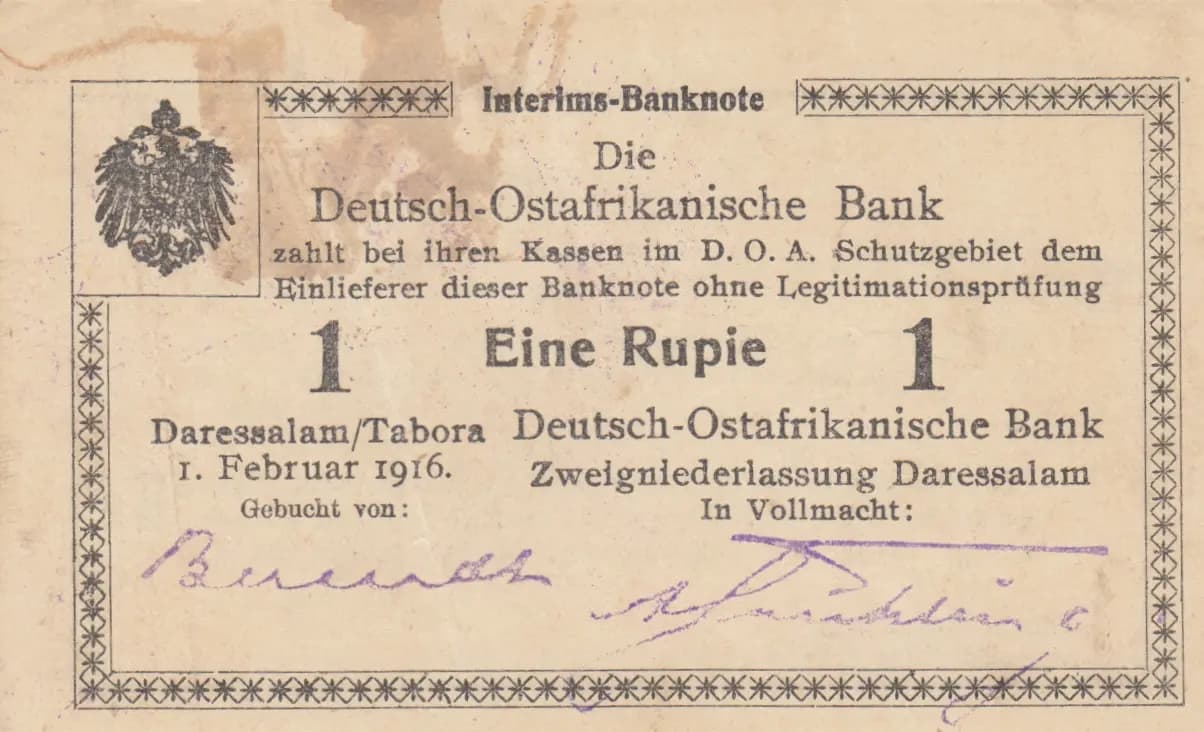 Interims-Banknote
Die
Deutsch-Ostafrikanische Bank
zahlt bei ihren Kassen im D. O. A. Schutzgebiet dem
Einlieferer dieser Banknote ohne Legitimationsprüfung
1 Eine Rupie 1
Daressalam/Tabora
1. Februar 1916.
Gebucht von:
Deutsch-Ostafrikanische Bank
Zweigniederlassung Daressalam
In Vollmacht: